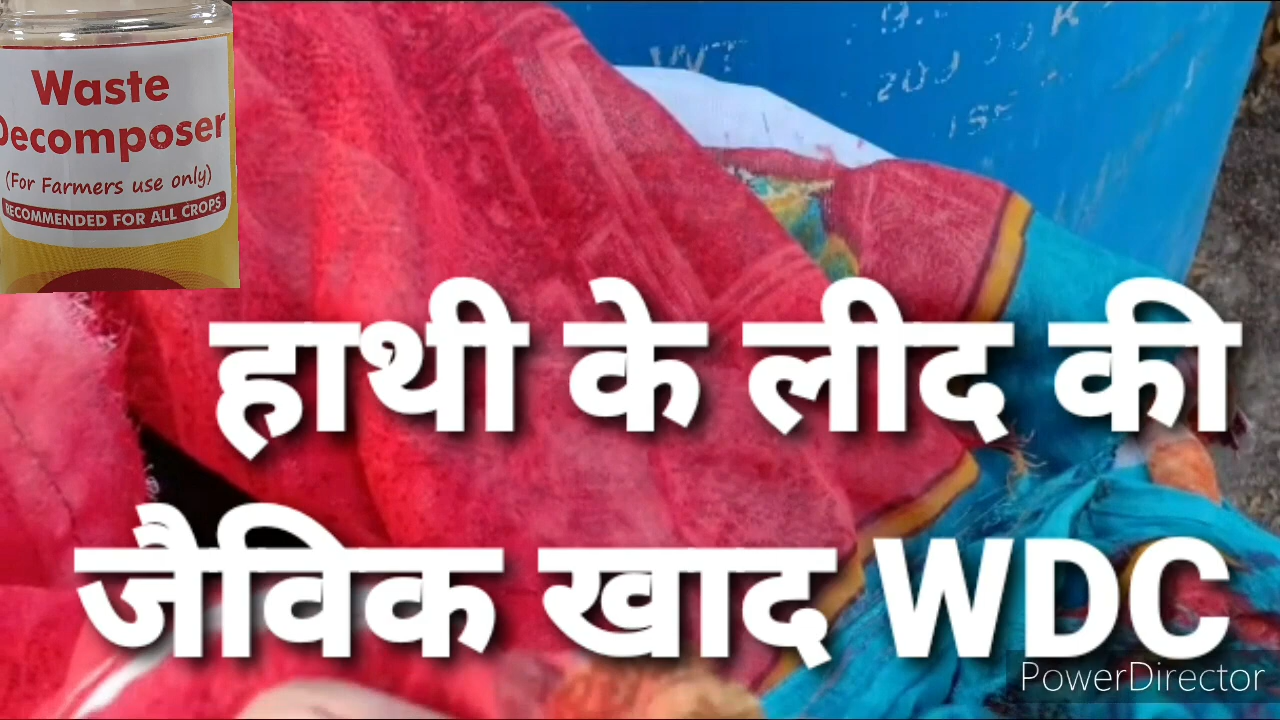 Waste
Decomposer
(For Farmers use only)
RECOMMENDED FOR ALL CROPS
हाथी के लीद की
जैविक खाद WDC
PowerDirector